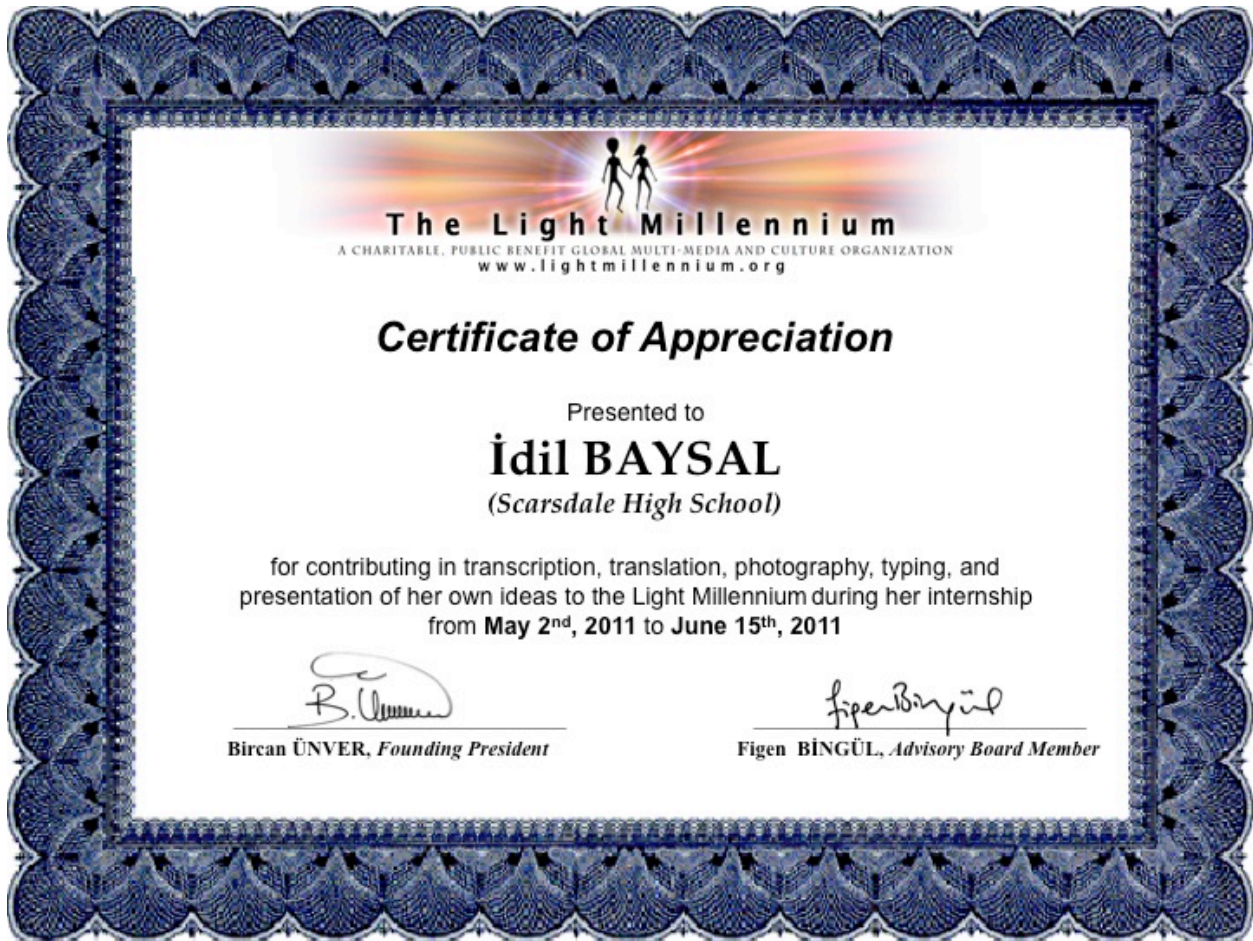 The Light Millennium
A CHARITABLE, PUBLIC BENEFIT GLOBAL MULTI-MEDIA AND CULTURE ORGANIZATION
www.lightmillennium.org
Certificate of Appreciation
Presented to
İdil BAYSAL
(Scarsdale High School)
for contributing in transcription, translation, photography, typing, and
presentation of her own ideas to the Light Millennium during her internship
from May 2nd, 2011 to June 15th, 2011
B. Ünver Figen Bingül
Bircan ÜNVER, Founding President Figen BİNGÜL, Advisory Board Member